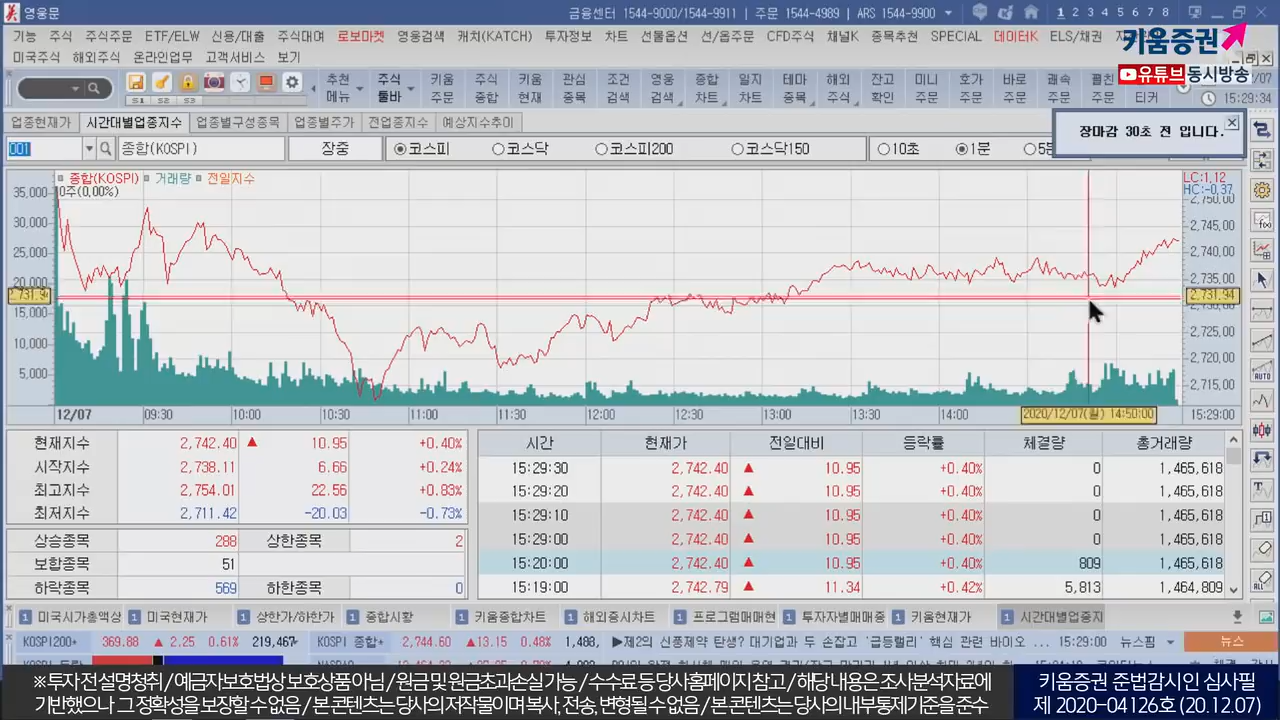 영웅문
금융센터 1544-9000/1544-9911 | 주문 1544-4989 | ARS 1544-9900
1 2 3 4 5 6 7 8
기능 주식 주식주문 ETF/ELW 신용/대출 주식대여 로보마켓 영웅검색 캐치(KATCH) 투자정보 차트 선물옵션 선/옵주문 CFD주식 채널K 종목추천 SPECIAL 데이터K ELS/채권
키움증권
미국주식 해외주식 온라인업무 고객서비스 보기
유튜브 동시방송
추천 메뉴
주식 툴바
키움 주문
주식 종합
키움 현재
관심 종목
조건 검색
영웅 검색
종합 차트
일지 차트
테마 종목
해외 주식
잔고 확인
미니 주문
호가 주문
바로 주문
쾌속 주문
클린 주문
티커
S1 S2 S3
15:29:34
업종현재가 시간대별업종지수 업종별구성종목 업종별주가 전업종지수 예상지수추이
장마감 30초 전 입니다.
001 종합(KOSPI) 장중 코스피 코스닥 코스피200 코스닥150 10초 1분
종합(KOSPI) 거래량 전일지수
0주(0,00%)
LC:1,12
HC:-0,37
35,000
30,000
25,000
20,000
15,000
10,000
5,000
2,731.94
2,750,00
2,745,00
2,740,00
2,735,00
2,731.94
2,730,00
2,725,00
2,720,00
2,715,00
12/07 09:30 10:00 10:30 11:00 11:30 12:00 12:30 13:00 13:30 14:00 2020/12/07(월) 14:50:00 15:29:00
현재지수 2,742.40 ▲ 10.95 +0.40%
시작지수 2,738.11 6.66 +0.24%
최고지수 2,754.01 22.56 +0.83%
최저지수 2,711.42 -20.03 -0.73%
상승종목 288 상한종목 2
보합종목 51
하락종목 569 하한종목 0
시간 현재가 전일대비 등락률 체결량 총거래량
15:29:30 2,742.40 ▲ 10.95 +0.40% 0 1,465,618
15:29:20 2,742.40 ▲ 10.95 +0.40% 0 1,465,618
15:29:10 2,742.40 ▲ 10.95 +0.40% 0 1,465,618
15:29:00 2,742.40 ▲ 10.95 +0.40% 0 1,465,618
15:20:00 2,742.40 ▲ 10.95 +0.40% 809 1,465,618
15:19:00 2,742.79 ▲ 11.34 +0.42% 5,813 1,464,809
1 미국시가총액상 1 미국현재가 1 상한가/하한가 1 종합시황 1 키움종합차트 1 해외증시차트 1 프로그램매매현 1 투자자별매매종 1 키움현재가 1 시간대별업종지
KOSPI200+ 369.88 ▲ 2.25 0.61% 219,467 KOSPI 종합+ 2,744.60 ▲13.15 0.48% 1,488, ▶제2의 신풍제약 탄생? 대기업과 또 손잡고 '급등랠리' 핵심 관련 바이오 ... 15:29:00 뉴스핌 뉴스
※투자 전 설명청취 / 예금자보호법상 보호상품 아님 / 원금 및 원금초과손실 가능 / 수수료 등 당사 홈페이지 참고 / 해당 내용은 조사분석자료에
기반했으나 그 정확성을 보장할 수 없음 / 본 콘텐츠는 당사의 저작물이며 복사, 전송, 변형될 수 없음 / 본 콘텐츠는 당사의 내부통제기준을 준수
키움증권 준법감시인 심사필
제 2020-04126호 (20.12.07)